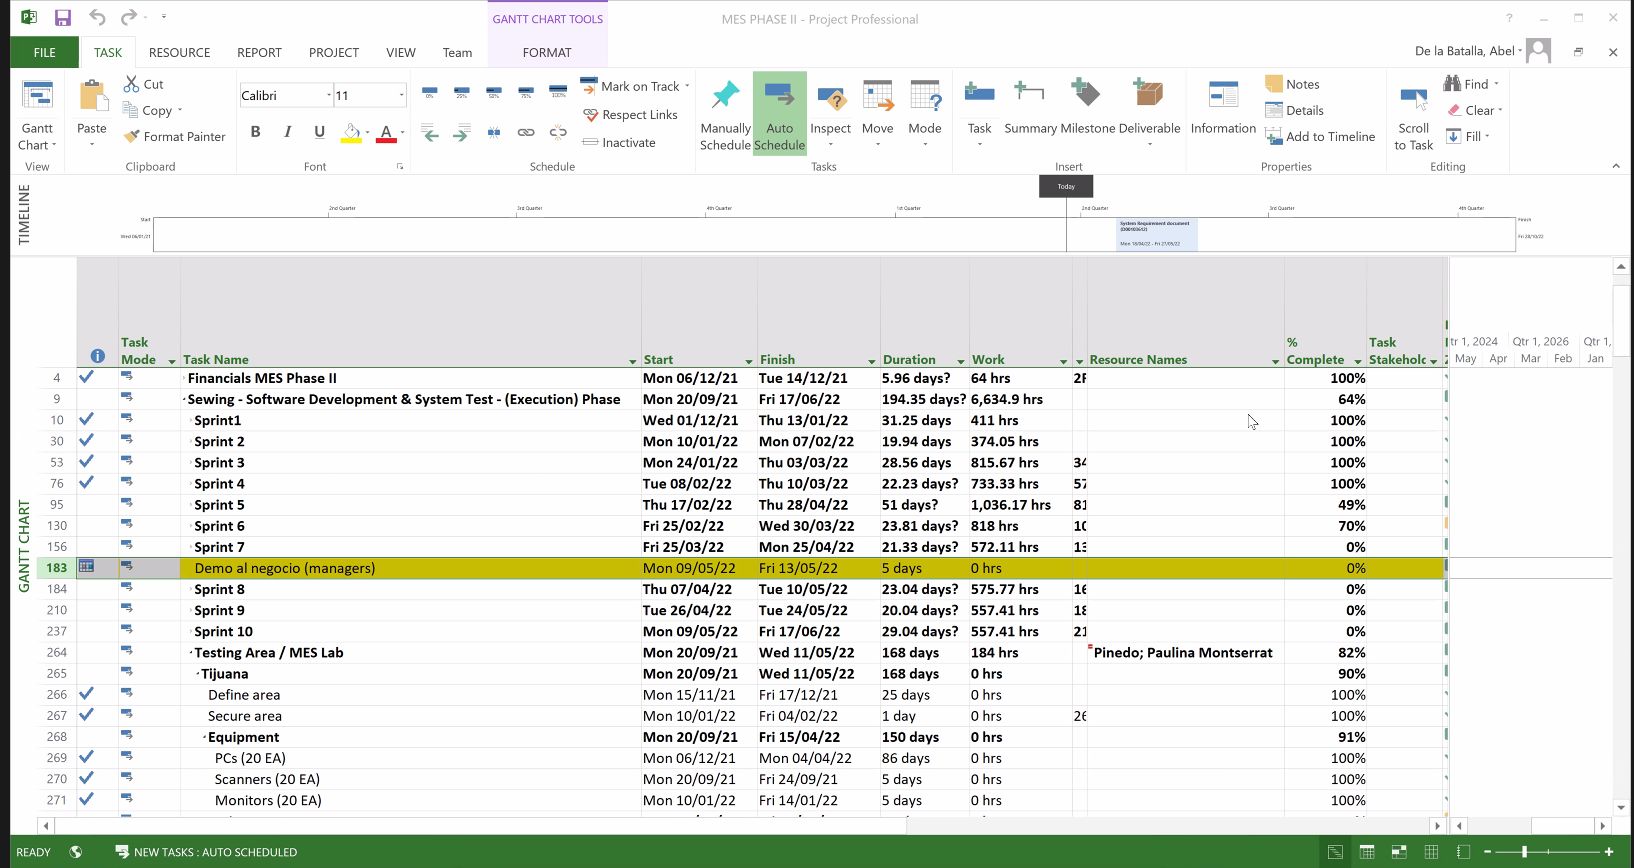 GANTT CHART TOOLS
MES PHASE II - Project Professional
?
FILE TASK RESOURCE REPORT PROJECT VIEW Team FORMAT
De la Batalla, Abel
Gantt Chart
View
Paste
Cut
Copy
Format Painter
Clipboard
Calibri 11
B I U A
Font
0% 25% 50% 75% 100%
Mark on Track
Respect Links
Inactivate
Schedule
Manually Schedule
Auto Schedule
Inspect
Move
Mode
Tasks
Task
Summary
Milestone
Deliverable
Insert
Information
Notes
Details
Add to Timeline
Properties
Scroll to Task
Find
Clear
Fill
Editing
TIMELINE
Today
2nd Quarter 3rd Quarter 4th Quarter 1st Quarter 2nd Quarter 3rd Quarter 4th Quarter
Start
Wed 06/01/21
System Requirement document
Mon 18/04/22 - Fri 27/05/22
Finish
Fri 28/10/22
GANTT CHART
Task Mode Task Name Start Finish Duration Work Resource Names % Complete Task Stakeholc
tr 1, 2024 Qtr 1, 2026 Qtr 1,
May Apr Mar Feb Jan
4 Financials MES Phase II Mon 06/12/21 Tue 14/12/21 5.96 days? 64 hrs 2F 100%
9 Sewing - Software Development & System Test - (Execution) Phase Mon 20/09/21 Fri 17/06/22 194.35 days? 6,634.9 hrs 64%
10 Sprint1 Wed 01/12/21 Thu 13/01/22 31.25 days 411 hrs 100%
30 Sprint 2 Mon 10/01/22 Mon 07/02/22 19.94 days 374.05 hrs 100%
53 Sprint 3 Mon 24/01/22 Thu 03/03/22 28.56 days 815.67 hrs 34 100%
76 Sprint 4 Tue 08/02/22 Thu 10/03/22 22.23 days? 733.33 hrs 57 100%
95 Sprint 5 Thu 17/02/22 Thu 28/04/22 51 days? 1,036.17 hrs 81 49%
130 Sprint 6 Fri 25/02/22 Wed 30/03/22 23.81 days? 818 hrs 10 70%
156 Sprint 7 Fri 25/03/22 Mon 25/04/22 21.33 days? 572.11 hrs 13 0%
183 Demo al negocio (managers) Mon 09/05/22 Fri 13/05/22 5 days 0 hrs 0%
184 Sprint 8 Thu 07/04/22 Tue 10/05/22 23.04 days? 575.77 hrs 16 0%
210 Sprint 9 Tue 26/04/22 Tue 24/05/22 20.04 days? 557.41 hrs 18 0%
237 Sprint 10 Mon 09/05/22 Fri 17/06/22 29.04 days? 557.41 hrs 21 0%
264 Testing Area / MES Lab Mon 20/09/21 Wed 11/05/22 168 days 184 hrs Pinedo; Paulina Montserrat 82%
265 Tijuana Mon 20/09/21 Wed 11/05/22 168 days 0 hrs 90%
266 Define area Mon 15/11/21 Fri 17/12/21 25 days 0 hrs 100%
267 Secure area Mon 10/01/22 Fri 04/02/22 1 day 0 hrs 26 100%
268 Equipment Mon 20/09/21 Fri 15/04/22 150 days 0 hrs 91%
269 PCs (20 EA) Mon 06/12/21 Mon 04/04/22 86 days 0 hrs 100%
270 Scanners (20 EA) Mon 20/09/21 Fri 24/09/21 5 days 0 hrs 100%
271 Monitors (20 EA) Mon 10/01/22 Fri 14/01/22 5 days 0 hrs 100%
READY NEW TASKS : AUTO SCHEDULED